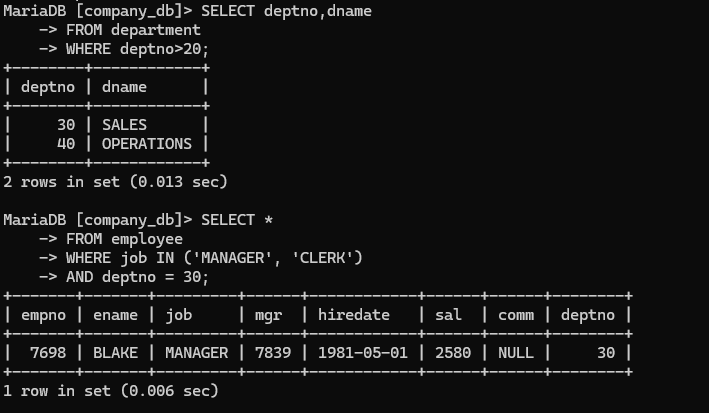 MariaDB [company_db]> SELECT deptno,dname
    -> FROM department
    -> WHERE deptno>20;
+--------+------------+
| deptno | dname      |
+--------+------------+
|     30 | SALES      |
|     40 | OPERATIONS |
+--------+------------+
2 rows in set (0.013 sec)

MariaDB [company_db]> SELECT *
    -> FROM employee
    -> WHERE job IN ('MANAGER', 'CLERK')
    -> AND deptno = 30;
+-------+-------+---------+------+------------+------+------+--------+
| empno | ename | job     | mgr  | hiredate   | sal  | comm | deptno |
+-------+-------+---------+------+------------+------+------+--------+
|  7698 | BLAKE | MANAGER | 7839 | 1981-05-01 | 2580 | NULL |     30 |
+-------+-------+---------+------+------------+------+------+--------+
1 row in set (0.006 sec)